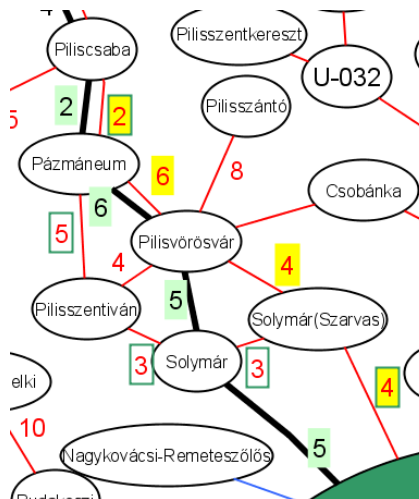 4
Piliscsaba
Pilisszentkereszt
U-032
5
2
2
Pilisszántó
Pázmáneum
6
8
6
Csobánka
5
Pilisvörösvár
4
4
5
Pilisszentiván
Solymár(Szarvas)
3
Solymár
3
elki
4
10
5
Nagykovácsi-Remeteszőlős